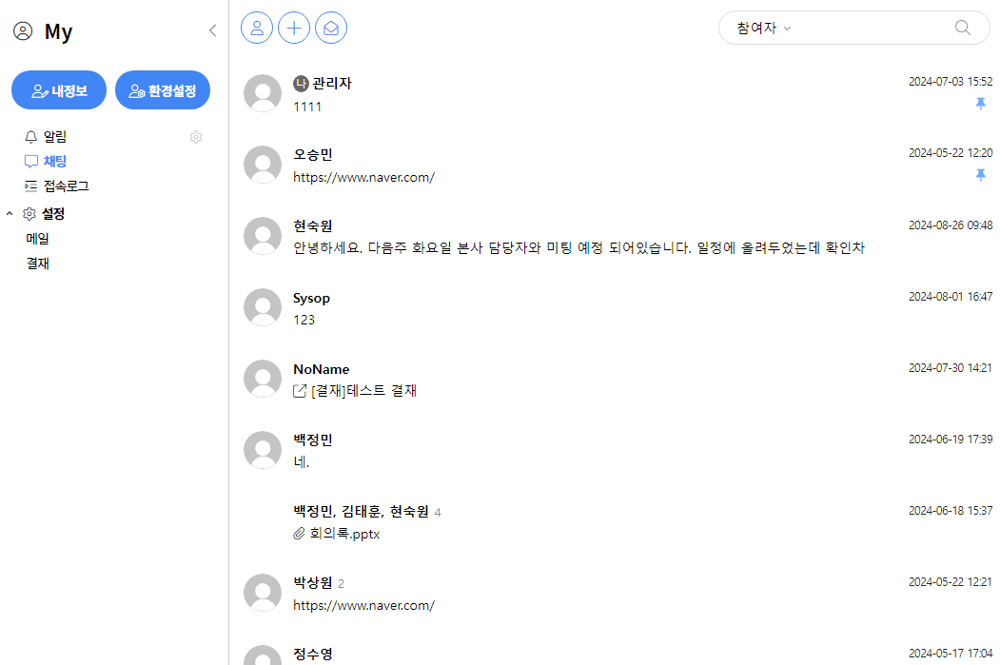 My
내정보
환경설정
알림
채팅
접속로그
설정
메일
결재
참여자
나 관리자
2024-07-03 15:52
1111
오승민
2024-05-22 12:20
https://www.naver.com/
현숙원
2024-08-26 09:48
안녕하세요. 다음주 화요일 본사 담당자와 미팅 예정 되어있습니다. 일정에 올려두었는데 확인차
Sysop
2024-08-01 16:47
123
NoName
2024-07-30 14:21
[결재]테스트 결재
백정민
2024-06-19 17:39
네.
백정민, 김태훈, 현숙원 4
2024-06-18 15:37
회의록.pptx
박상원 2
2024-05-22 12:21
https://www.naver.com/
정수영
2024-05-17 17:04